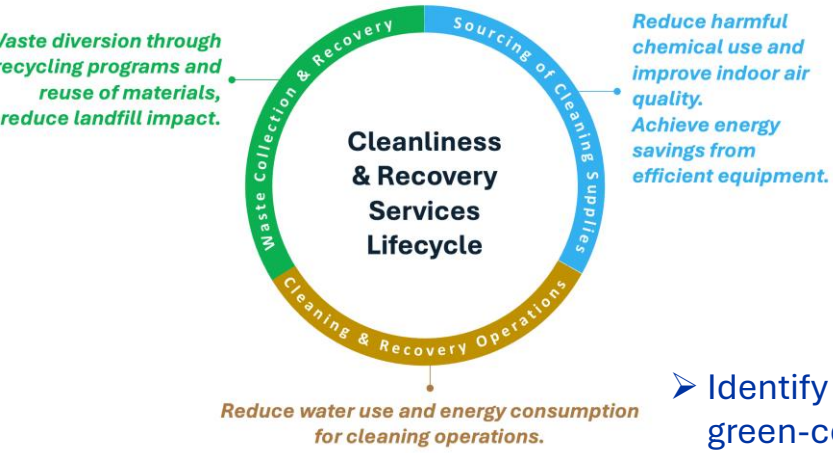 Waste diversion through
recycling programs and
reuse of materials,
reduce landfill impact.
Waste Collection & Recovery
Sourcing of Cleaning Supplies
Reduce harmful
chemical use and
improve indoor air
quality.
Achieve energy
savings from
efficient equipment.
Cleanliness
& Recovery
Services
Lifecycle
Cleaning & Recovery Operations
Reduce water use and energy consumption
for cleaning operations.
➢ Identify